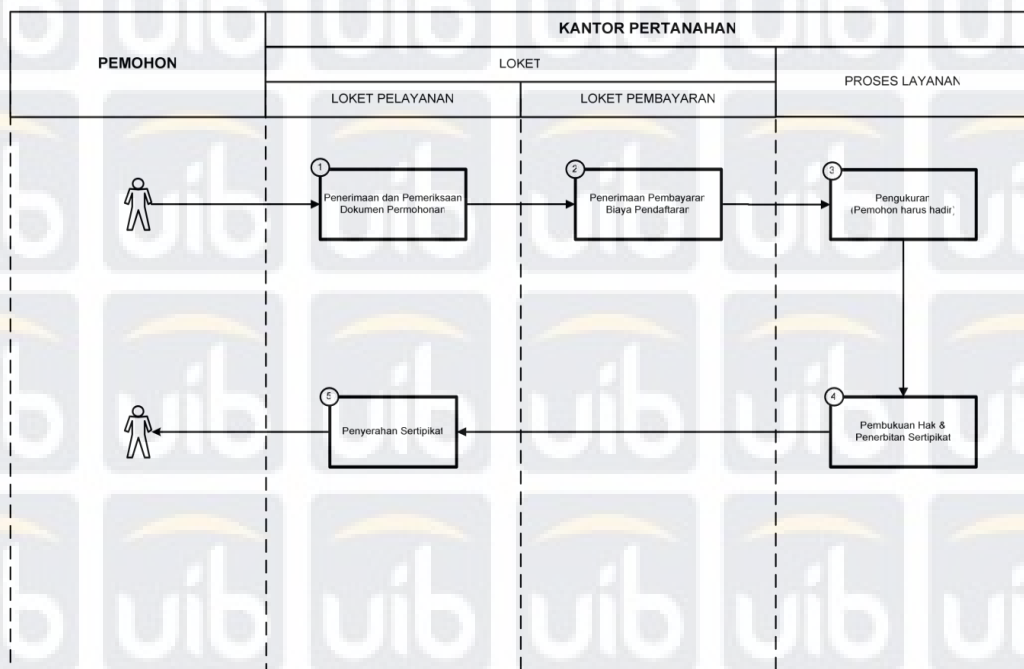 KANTOR PERTANAHAN
PEMOHON
LOKET
PROSES LAYANAN
LOKET PELAYANAN
LOKET PEMBAYARAN
1
Penerimaan dan Pemeriksaan
Dokumen Permohonan
2
Penerimaan Pembayaran
Biaya Pendaftaran
3
Pengukuran
(Pemohon harus hadir)
5
Penyerahan Sertipikat
4
Pembukuan Hak &
Penerbitan Sertipikat
uib